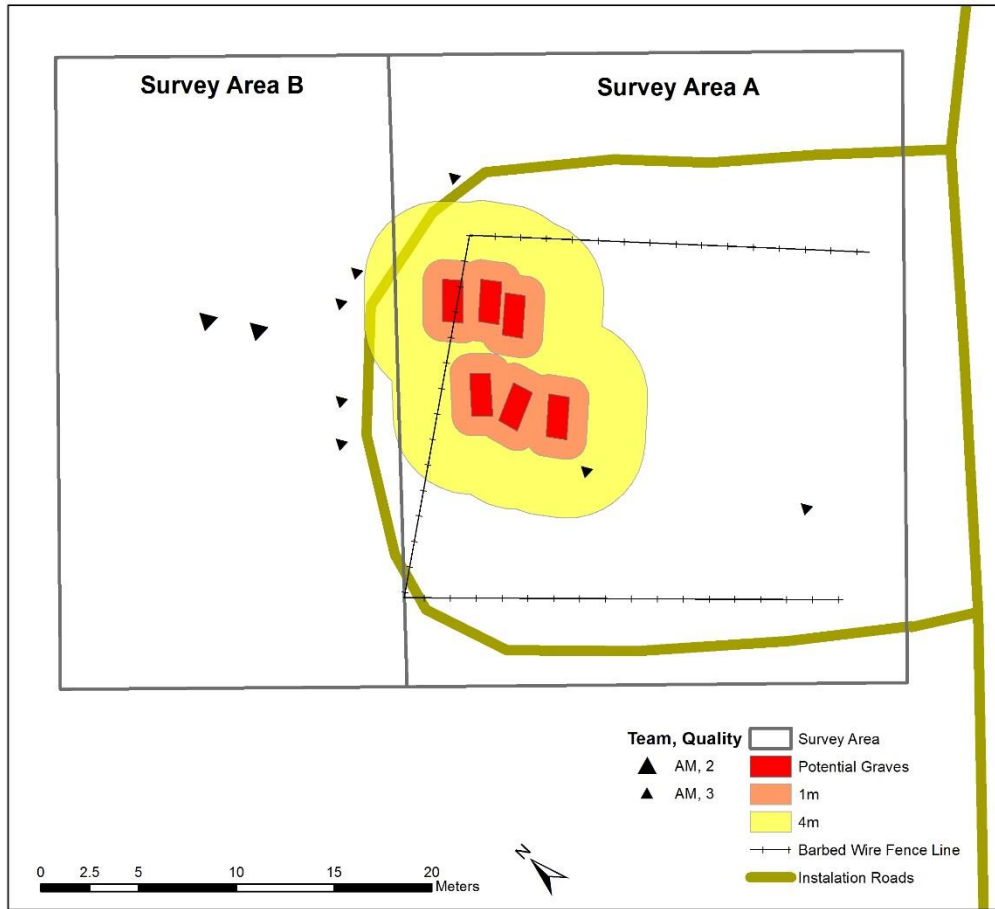 Survey Area B
Survey Area A
Team, Quality
AM, 2
AM, 3
Survey Area
Potential Graves
1m
4m
Barbed Wire Fence Line
Instalation Roads
0 2.5 5 10 15 20
Meters
N